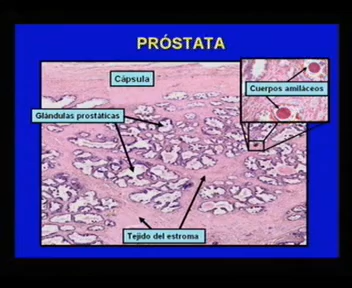 PRÓSTATA
Cápsula
Cuerpos amiláceos
Glándulas prostáticas
Tejido del estroma